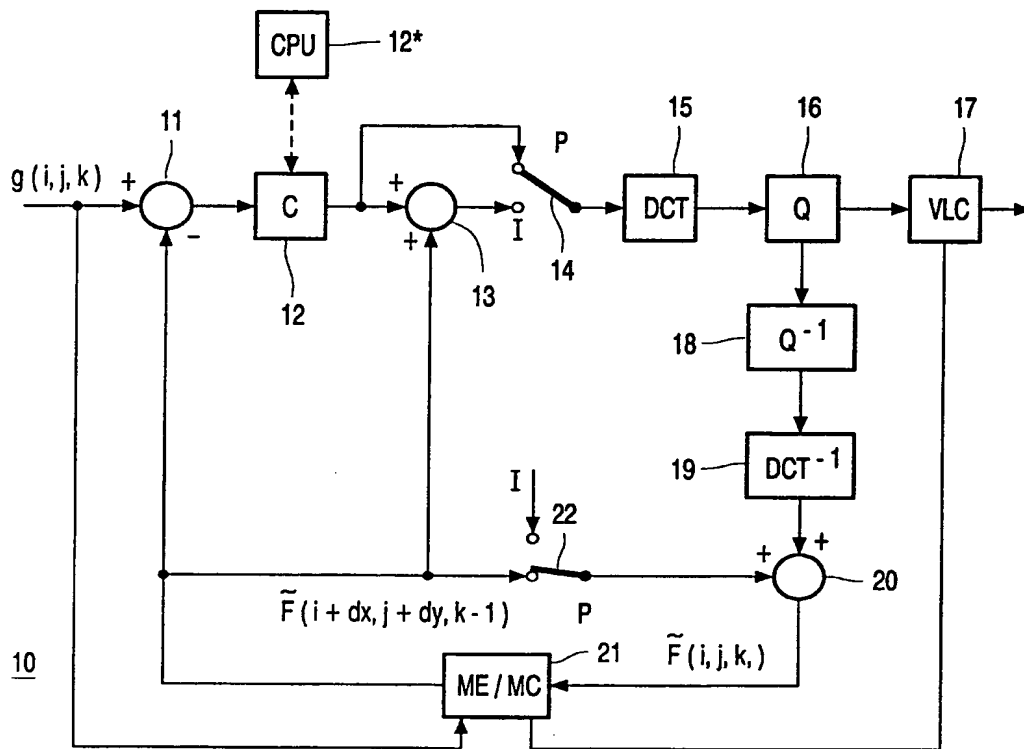 CPU
12*
11
15
16
17
P
g(i,j,k)
+
-
C
+
+
I
DCT
Q
VLC
12
13
14
18
Q-1
19
DCT-1
I
22
+
+
20
F̃(i+dx,j+dy,k-1)
P
21
F̃(i,j,k,)
10
ME/MC